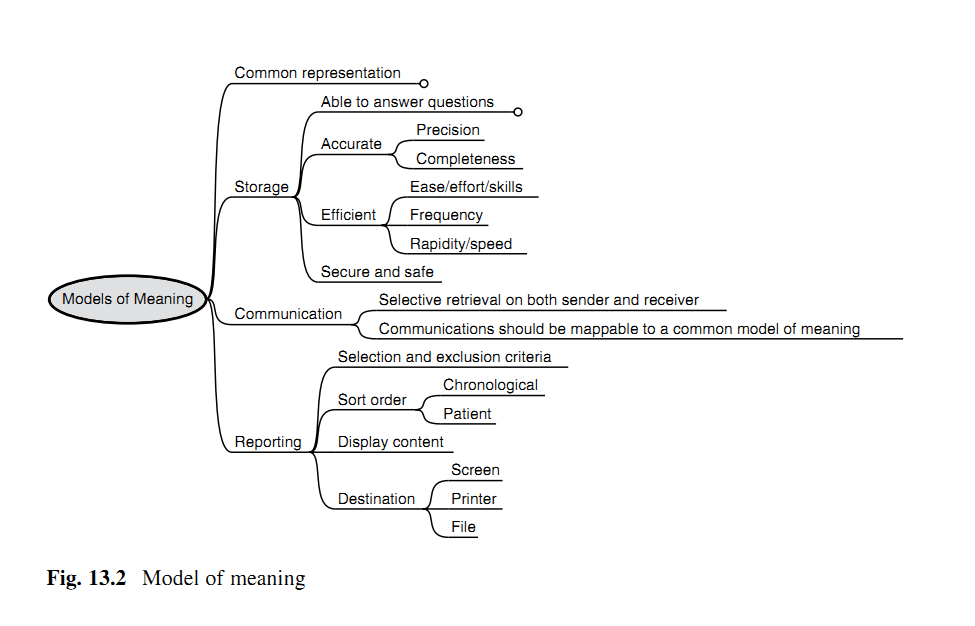 Common representation
Able to answer questions
Precision
Accurate
Completeness
Storage
Ease/effort/skills
Efficient
Frequency
Rapidity/speed
Secure and safe
Models of Meaning
Selective retrieval on both sender and receiver
Communication
Communications should be mappable to a common model of meaning
Selection and exclusion criteria
Chronological
Sort order
Patient
Reporting
Display content
Screen
Destination
Printer
File
Fig. 13.2 Model of meaning